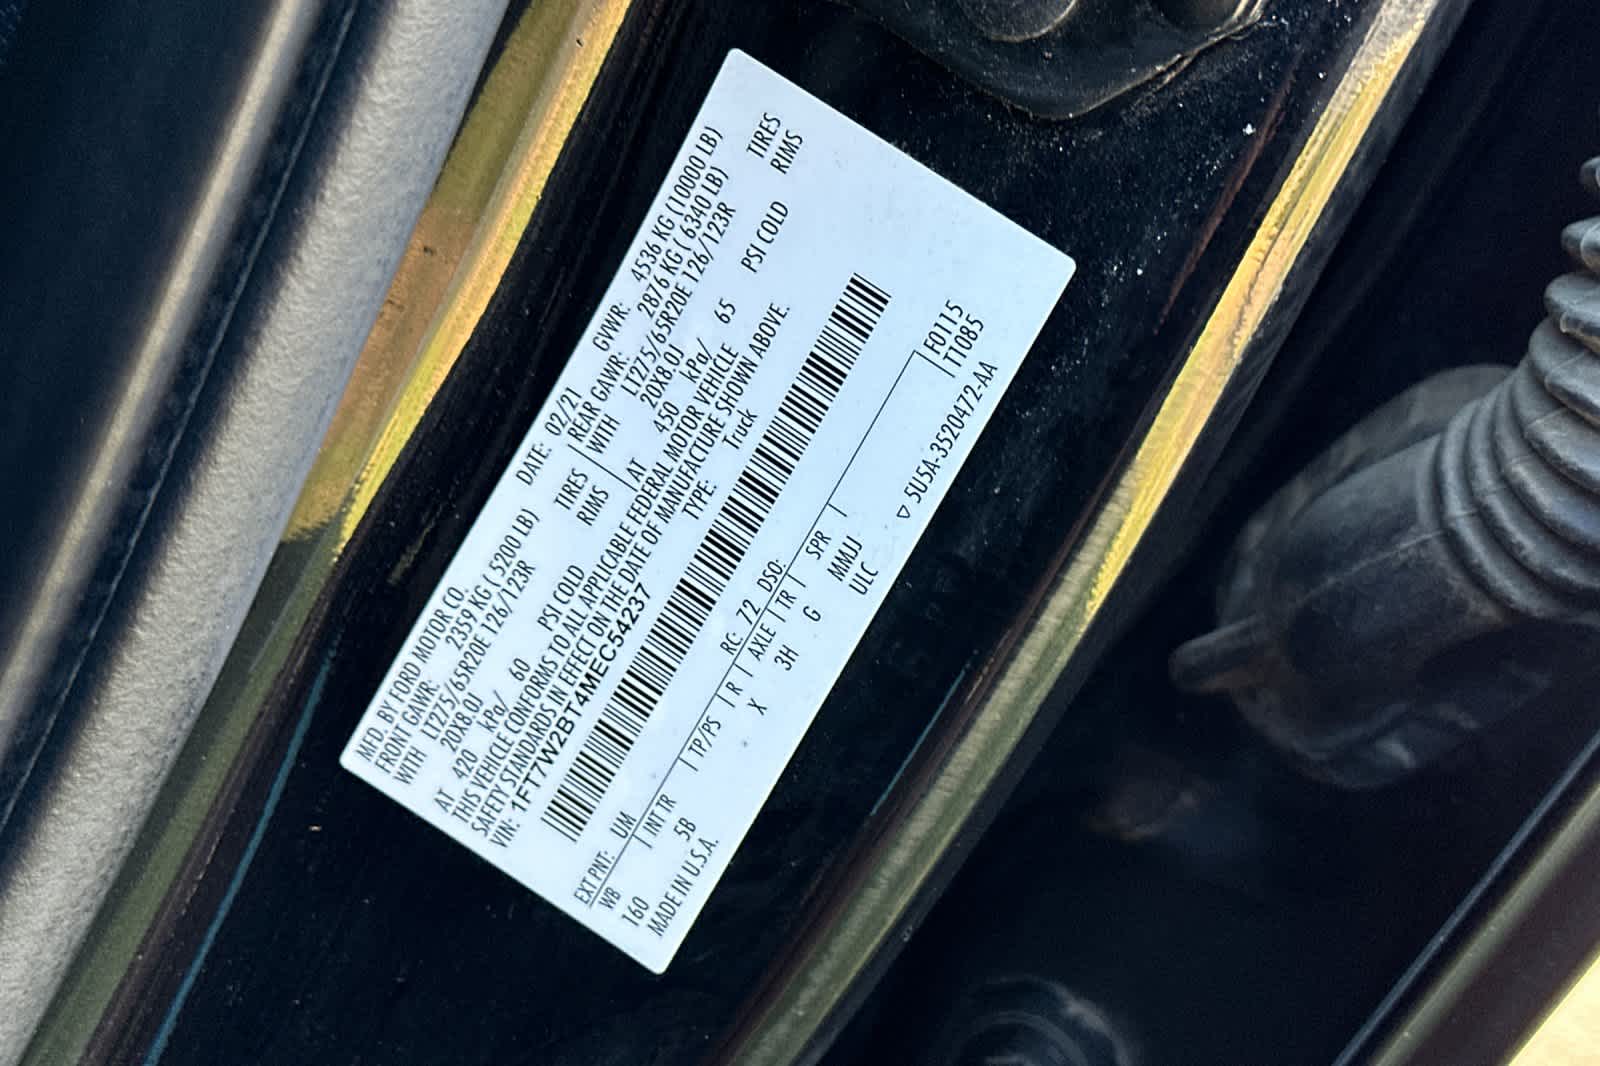 MFD. BY FORD MOTOR CO.
DATE: 02/21 GVWR: 4536 KG (10000 LB)
FRONT GAWR: 2359 KG ( 5200 LB) REAR GAWR: 2876 KG ( 6340 LB)
WITH LT275/65R20E 126/123R TIRES WITH LT275/65R20E 126/123R TIRES
20X8.0J RIMS 20X8.0J RIMS
AT 420 kPa/ 60 PSI COLD AT 450 kPa/ 65 PSI COLD
THIS VEHICLE CONFORMS TO ALL APPLICABLE FEDERAL MOTOR VEHICLE
SAFETY STANDARDS IN EFFECT ON THE DATE OF MANUFACTURE SHOWN ABOVE.
VIN: 1FT7W2BT4MEC54237 TYPE: Truck
EXT PNT: UM RC: 72 DSO: F0115
WB INT TR TP/PS R AXLE TR SPR T1085
160 5B X 3H G MMJJ
MADE IN U.S.A. ULC
▽ 5U5A-3520472-AA